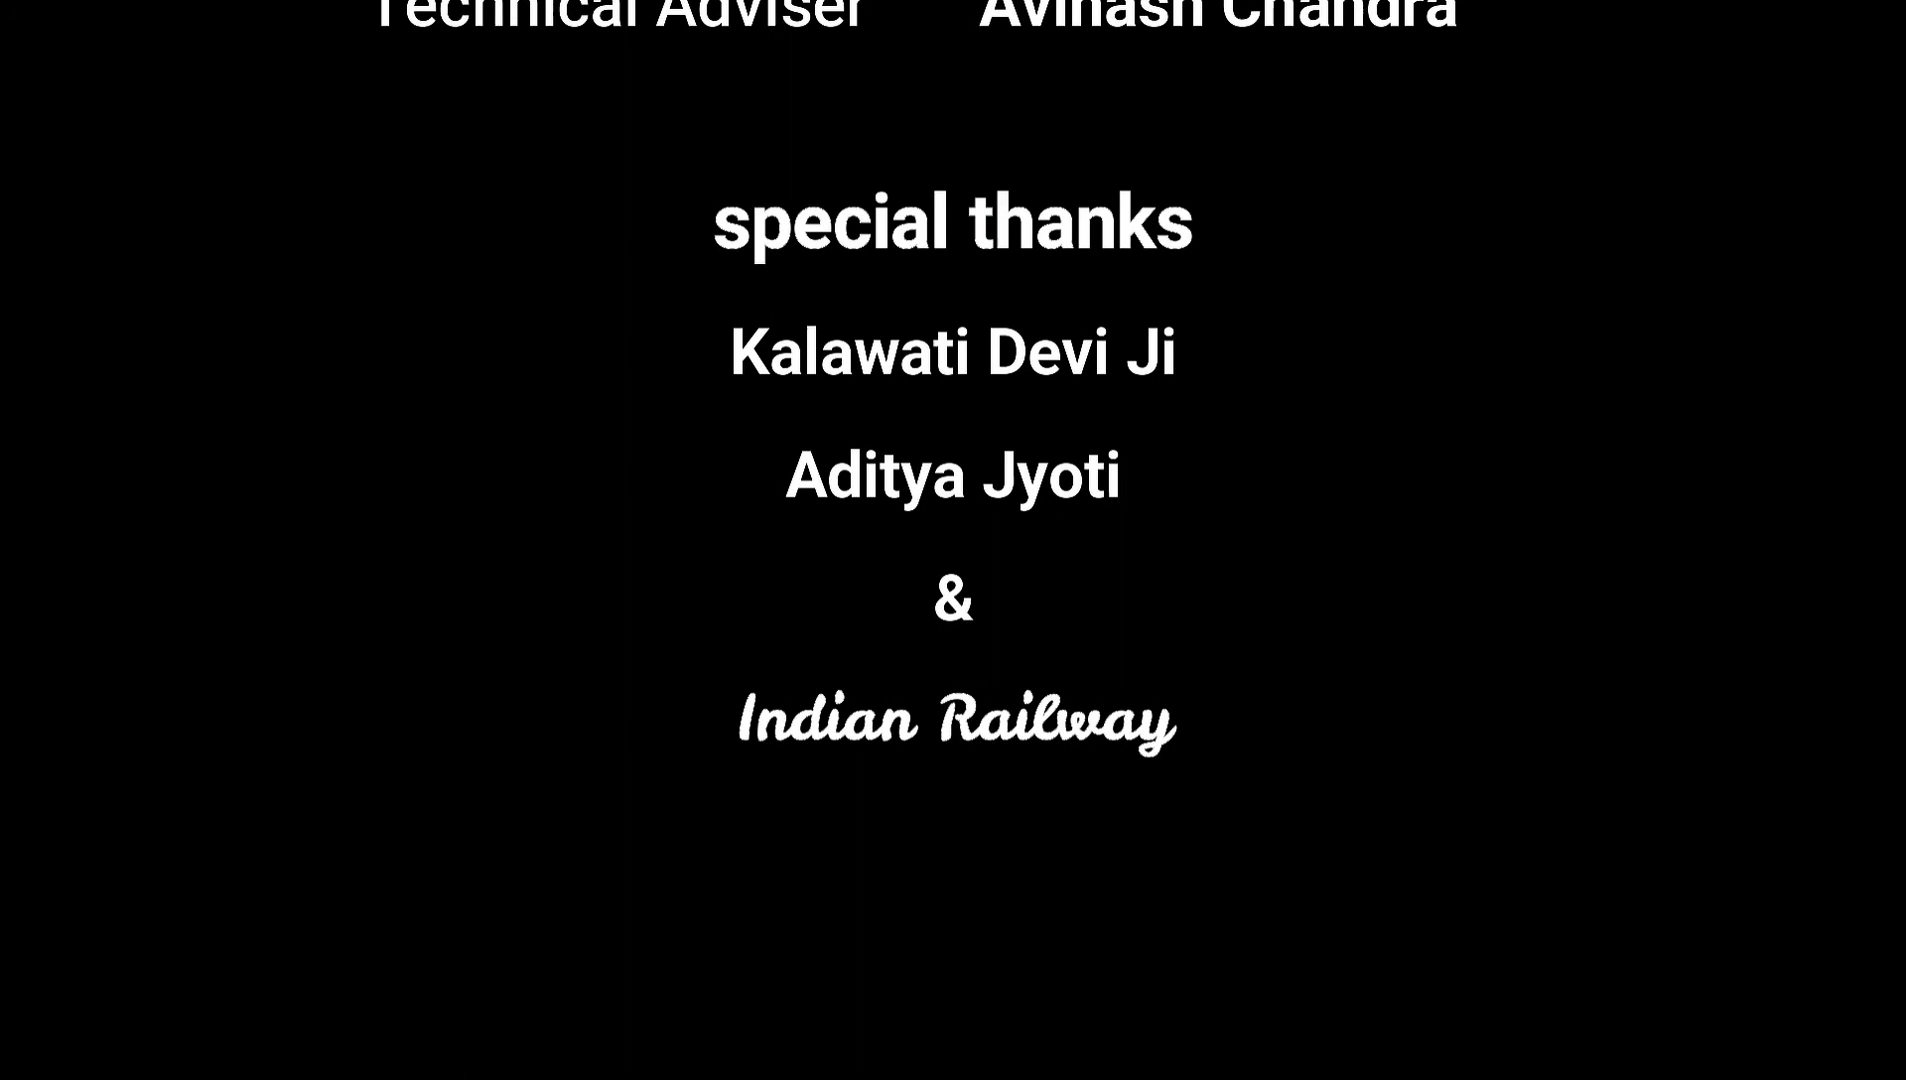 Technical Adviser Avinash Chandra
special thanks
Kalawati Devi Ji
Aditya Jyoti
&
Indian Railway